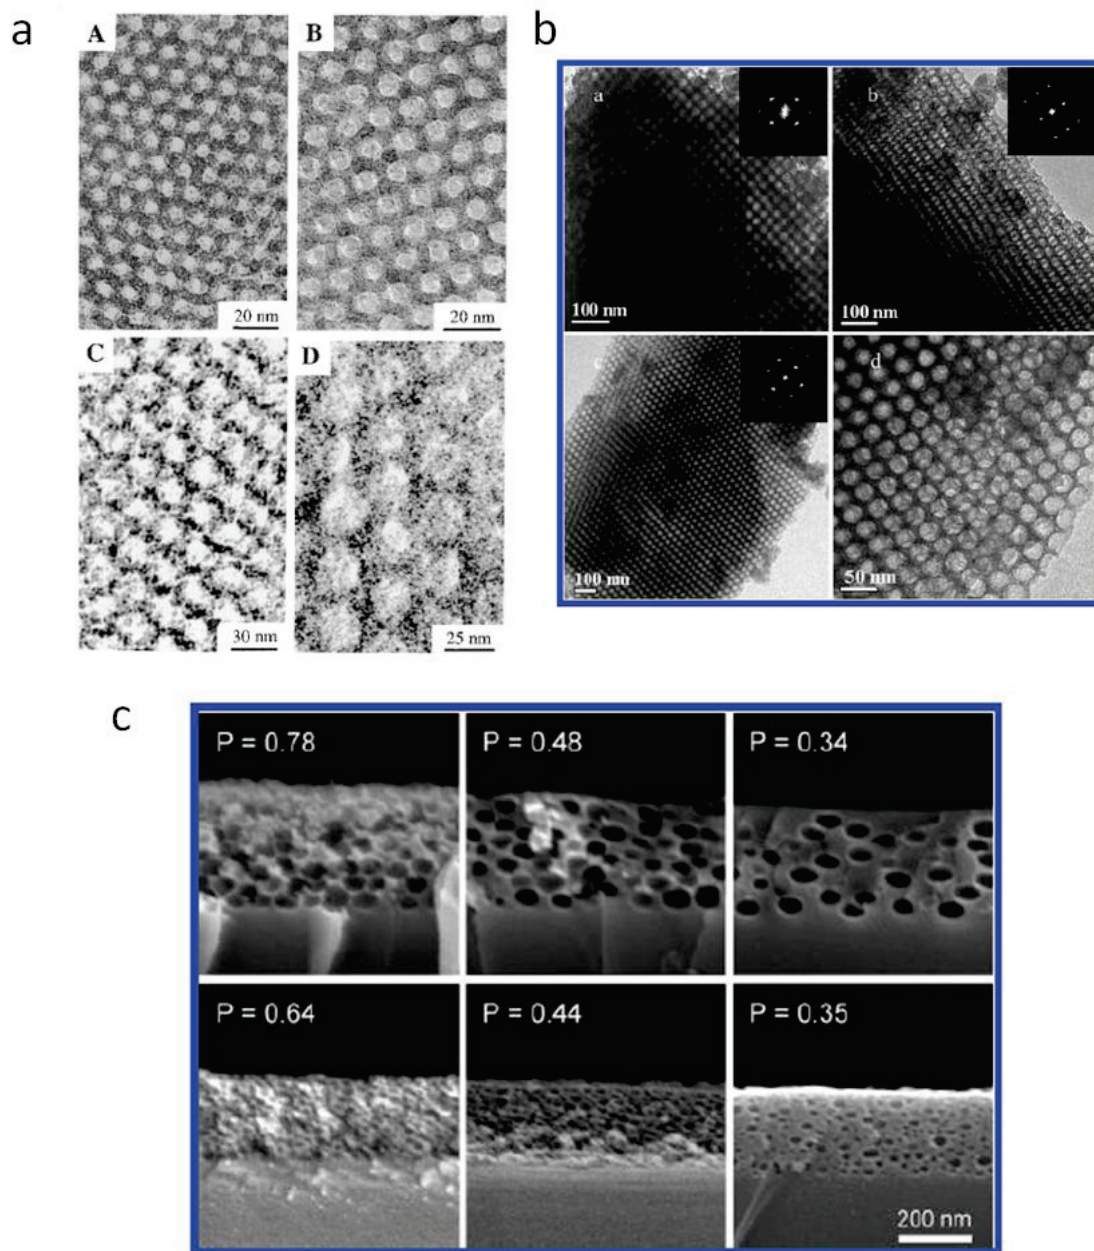 a
A
B
20 nm
20 nm
C
D
30 nm
25 nm
b
a
b
100 nm
100 nm
c
d
100 nm
50 nm
c
P = 0.78
P = 0.48
P = 0.34
P = 0.64
P = 0.44
P = 0.35
200 nm